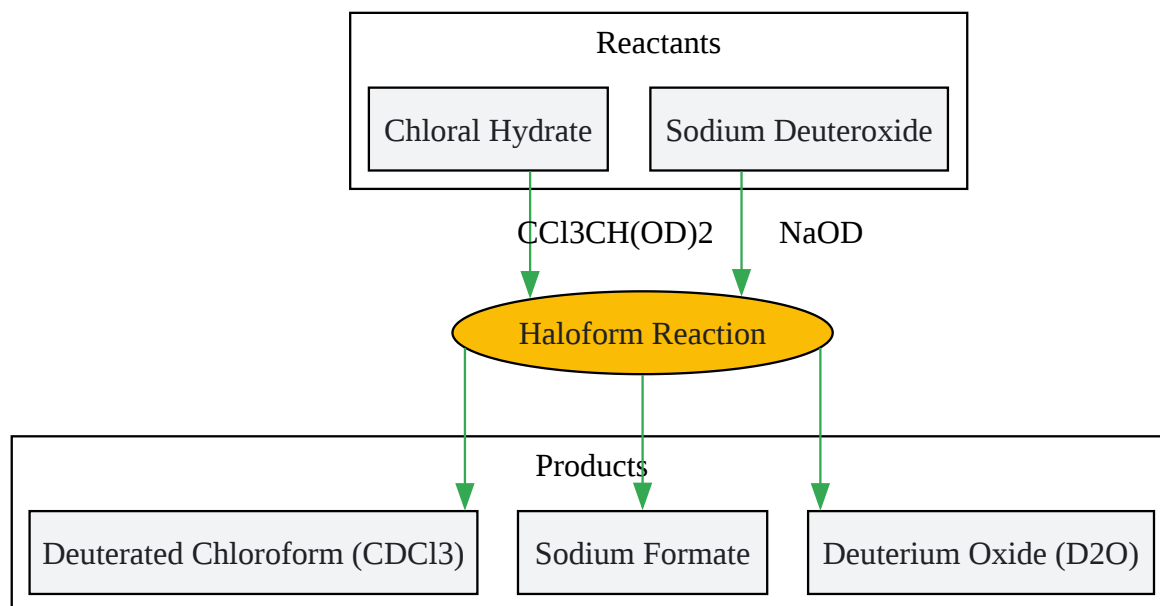 Reactants
Chloral Hydrate
Sodium Deuteroxide
CCl3CH(OD)2
NaOD
Haloform Reaction
Products
Deuterated Chloroform (CDCl3)
Sodium Formate
Deuterium Oxide (D2O)